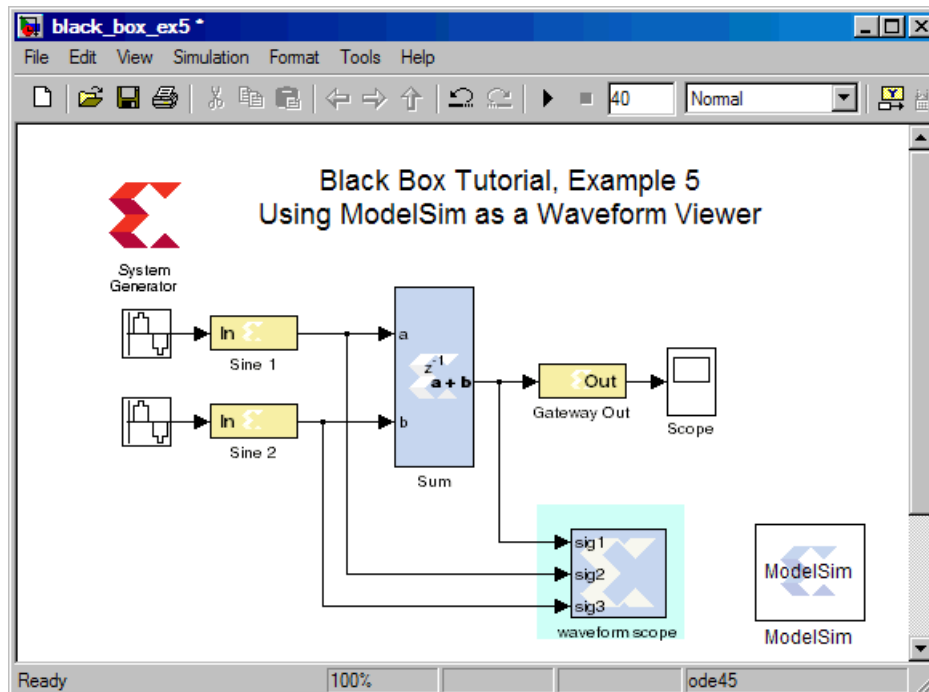 black_box_ex5 *
File Edit View Simulation Format Tools Help
40 Normal
Black Box Tutorial, Example 5
Using ModelSim as a Waveform Viewer
System
Generator
In
Sine 1
In
Sine 2
a
b
z-1
a + b
Sum
Out
Gateway Out
Scope
sig1
sig2
sig3
waveform scope
ModelSim
ModelSim
Ready 100% ode45